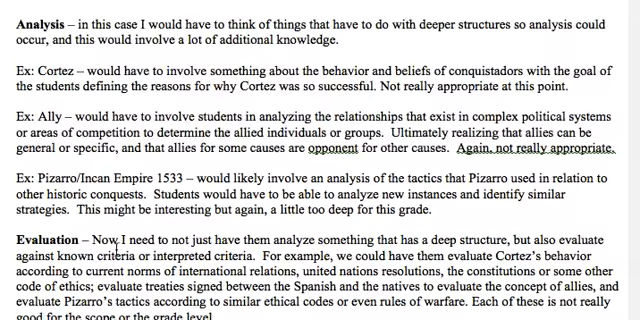 Analysis – in this case I would have to think of things that have to do with deeper structures so analysis could
occur, and this would involve a lot of additional knowledge.
Ex: Cortez – would have to involve something about the behavior and beliefs of conquistadors with the goal of
the students defining the reasons for why Cortez was so successful. Not really appropriate at this point.
Ex: Ally – would have to involve students in analyzing the relationships that exist in complex political systems
or areas of competition to determine the allied individuals or groups.  Ultimately realizing that allies can be
general or specific, and that allies for some causes are opponent for other causes.  Again, not really appropriate.
Ex: Pizarro/Incan Empire 1533 – would likely involve an analysis of the tactics that Pizarro used in relation to
other historic conquests.  Students would have to be able to analyze new instances and identify similar
strategies.  This might be interesting but again, a little too deep for this grade.
Evaluation – Now I need to not just have them analyze something that has a deep structure, but also evaluate
against known criteria or interpreted criteria.  For example, we could have them evaluate Cortez's behavior
according to current norms of international relations, united nations resolutions, the constitutions or some other
code of ethics; evaluate treaties signed between the Spanish and the natives to evaluate the concept of allies, and
evaluate Pizarro's tactics according to similar ethical codes or even rules of warfare. Each of these is not really
good for the scope or the grade level